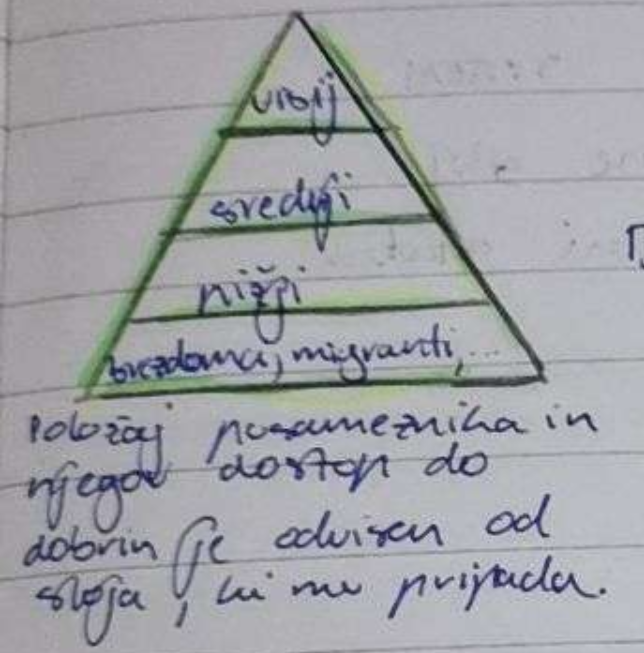 višji
srednji
nižji
brezdomci, migranti, ...
Položaj posameznika in
njegov dostop do
dobrin je odvisen od
sloja, ki mu pripada.